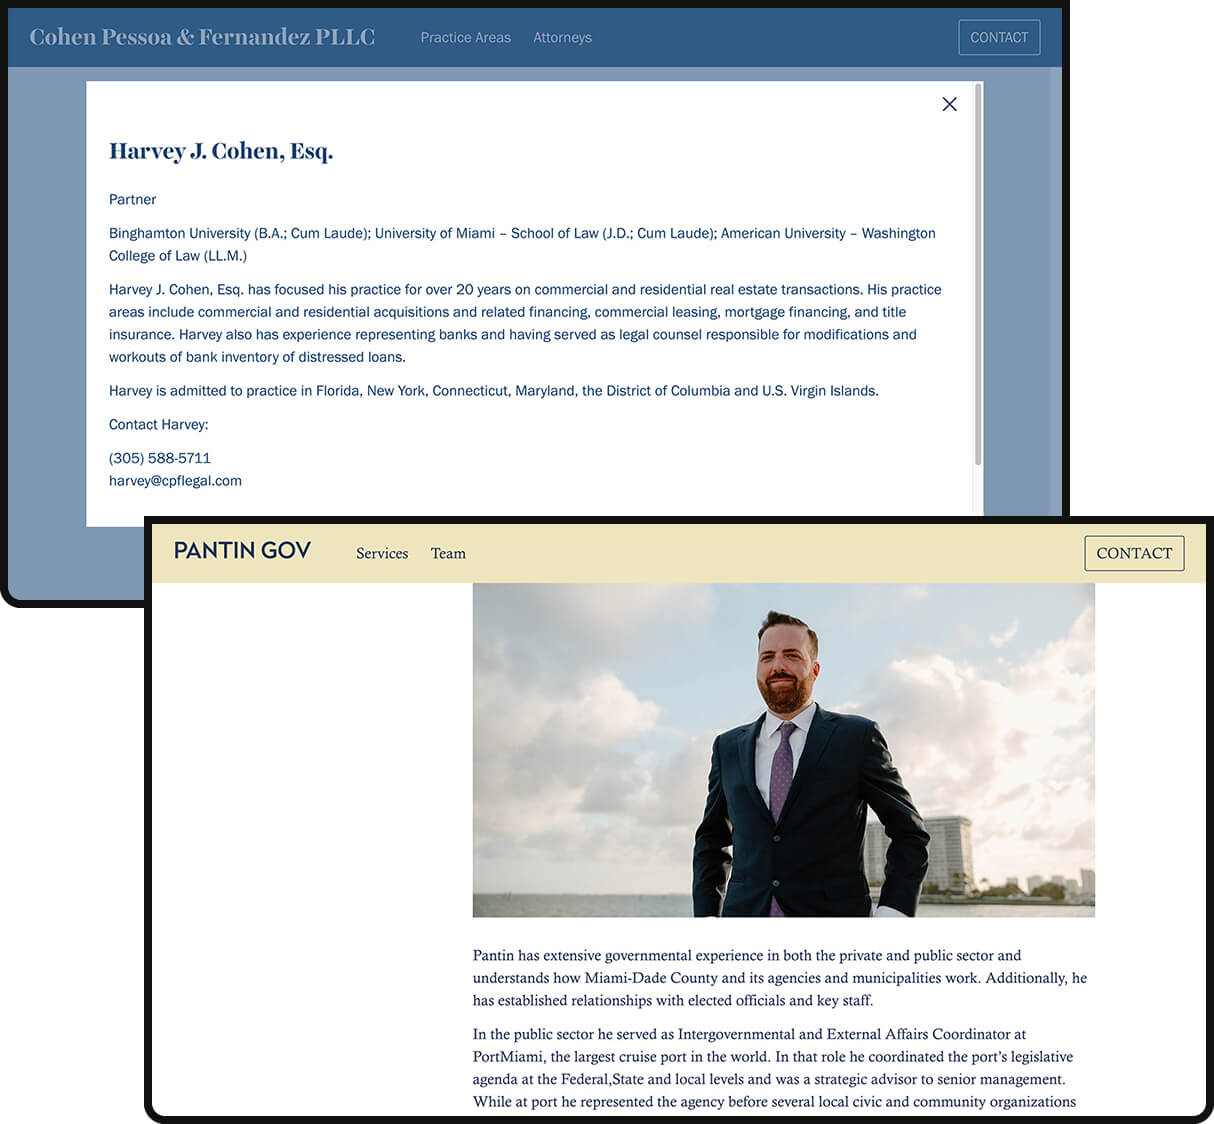 Cohen Pessoa & Fernandez PLLC
Practice Areas
Attorneys
CONTACT
Harvey J. Cohen, Esq.
Partner
Binghamton University (B.A.; Cum Laude); University of Miami – School of Law (J.D.; Cum Laude); American University – Washington
College of Law (LL.M.)
Harvey J. Cohen, Esq. has focused his practice for over 20 years on commercial and residential real estate transactions. His practice
areas include commercial and residential acquisitions and related financing, commercial leasing, mortgage financing, and title
insurance. Harvey also has experience representing banks and having served as legal counsel responsible for modifications and
workouts of bank inventory of distressed loans.
Harvey is admitted to practice in Florida, New York, Connecticut, Maryland, the District of Columbia and U.S. Virgin Islands.
Contact Harvey:
(305) 588-5711
harvey@cpflegal.com
PANTIN GOV
Services
Team
CONTACT
Pantin has extensive governmental experience in both the private and public sector and
understands how Miami-Dade County and its agencies and municipalities work. Additionally, he
has established relationships with elected officials and key staff.
In the public sector he served as Intergovernmental and External Affairs Coordinator at
PortMiami, the largest cruise port in the world. In that role he coordinated the port's legislative
agenda at the Federal,State and local levels and was a strategic advisor to senior management.
While at port he represented the agency before several local civic and community organizations